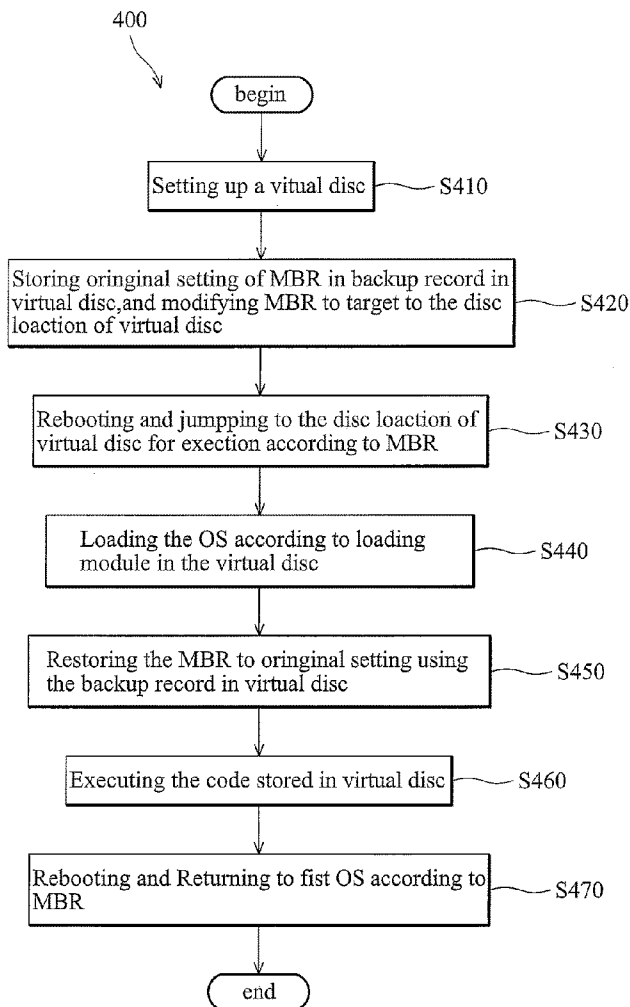 400
begin
Setting up a vitual disc
S410
Storing oringinal setting of MBR in backup record in
virtual disc,and modifying MBR to target to the disc
loaction of virtual disc
S420
Rebooting and jumpping to the disc loaction of
virtual disc for exection according to MBR
S430
Loading the OS according to loading
module in the virtual disc
S440
Restoring the MBR to oringinal setting using
the backup record in virtual disc
S450
Executing the code stored in virtual disc
S460
Rebooting and Returning to fist OS according to
MBR
S470
end